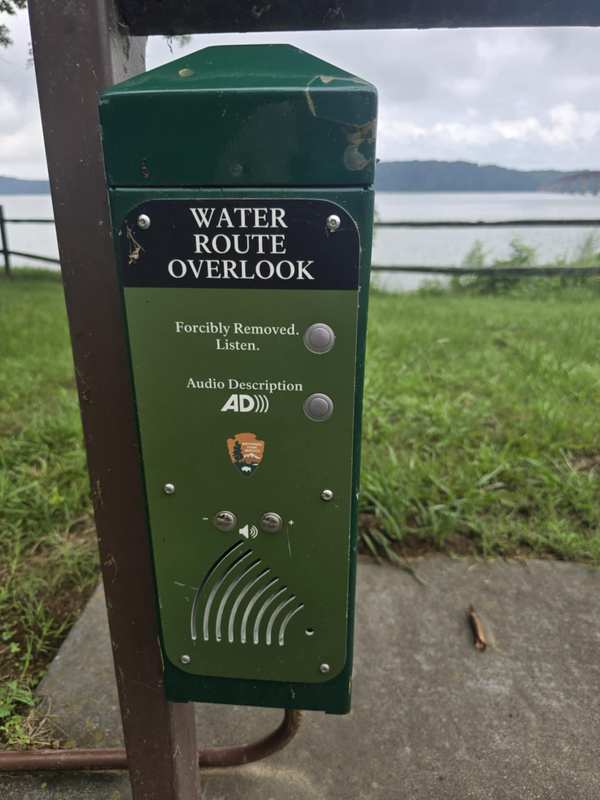 WATER
ROUTE
OVERLOOK
Forcibly Removed.
Listen.
Audio Description
AD)))
- +